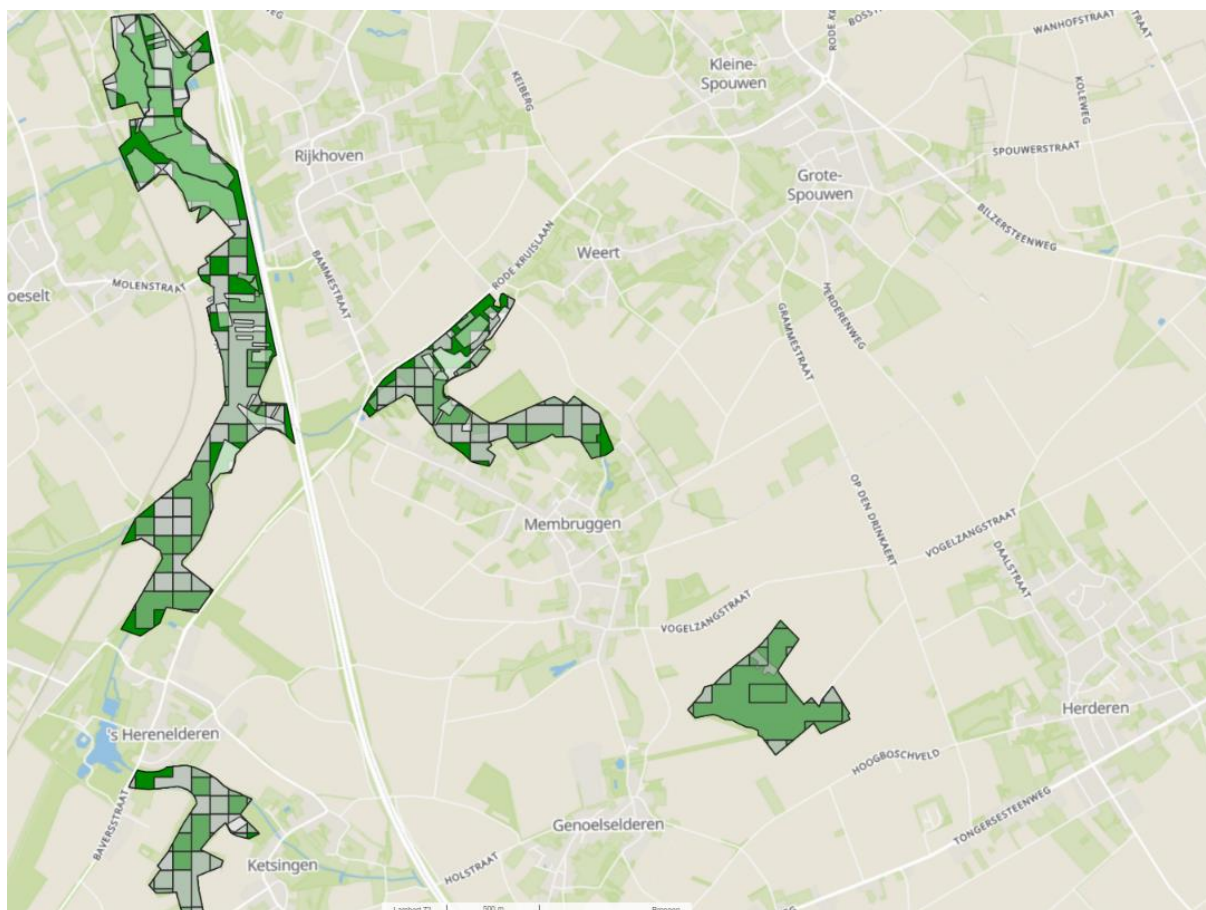 WANHOFSTRAAT
Kleine-
Spouwen
KEIBERG
KOLEWEG
Rijkhoven
SPOUWERSTRAAT
Grote-
Spouwen
BILZERSTEENWEG
RODE KRUISLAAN
Weert
BAMMESTRAAT
MOLENSTRAAT
oeselt
HERDERENWEG
GRAMMESTRAAT
Membruggen
OP DEN DRINKAERT
VOGELZANGSTRAAT
DAALSTRAAT
VOGELZANGSTRAAT
Herderen
's Herenelderen
HOOGBOSCHVELD
BAVERSSTRAAT
TONGERSESTEENWEG
Genoelselderen
Ketsingen
HOLSTRAAT
500 m